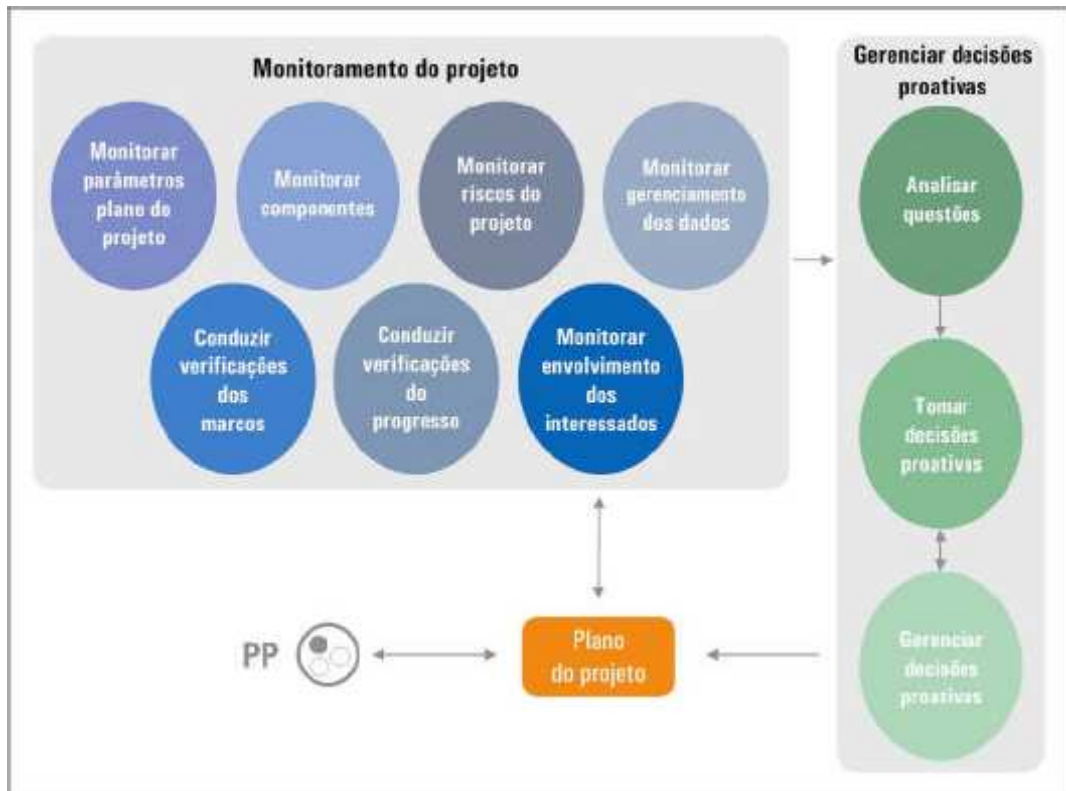 Monitoramento do projeto
Monitorar
parâmetros
plano do
projeto
Monitorar
componentes
Monitorar
riscos do
projeto
Monitorar
gerenciamento
dos dados
Conduzir
verificações
dos
marcos
Conduzir
verificações
do
progresso
Monitorar
envolvimento
dos
interessados
Gerenciar decisões
proativas
Analisar
questões
Tomar
decisões
proativas
Gerenciar
decisões
proativas
PP
Plano
do projeto